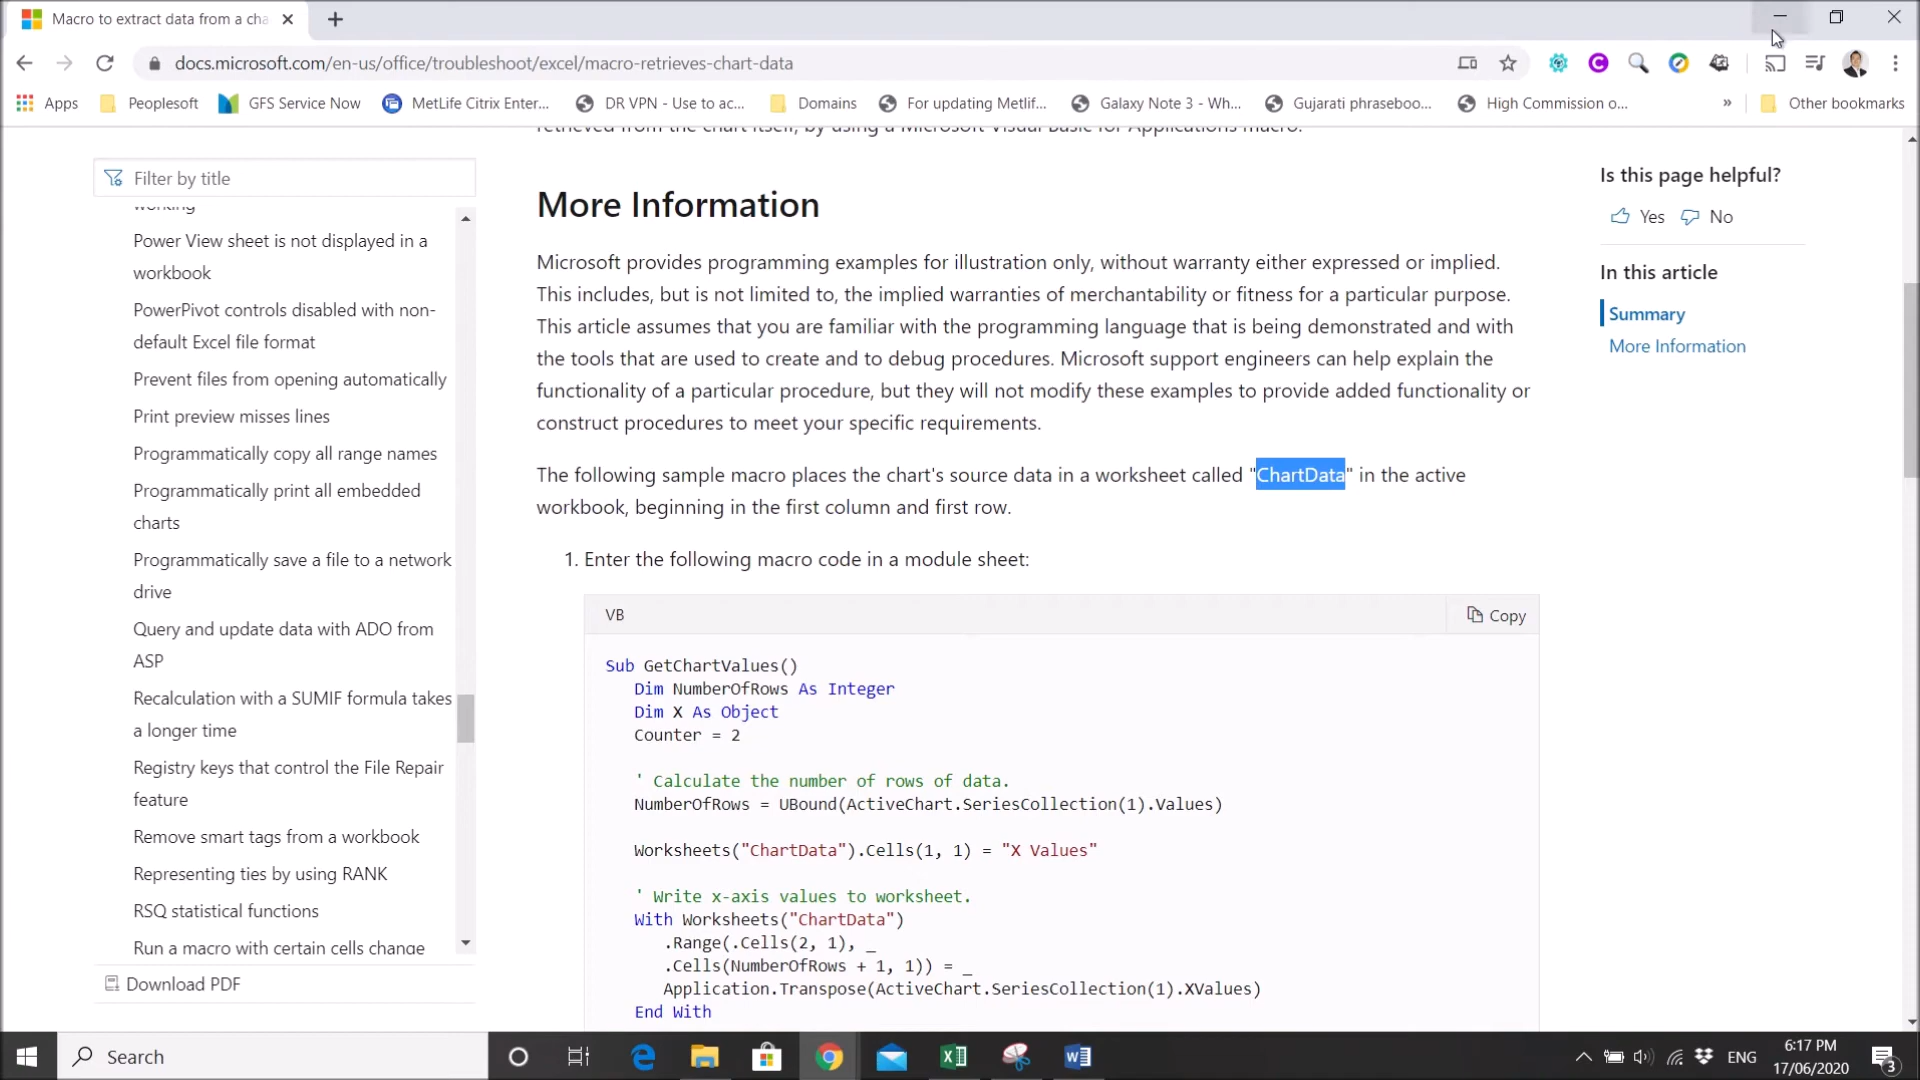 Macro to extract data from a cha
docs.microsoft.com/en-us/office/troubleshoot/excel/macro-retrieves-chart-data
Apps
Peoplesoft
GFS Service Now
MetLife Citrix Enter...
DR VPN - Use to ac...
Domains
For updating Metlif...
Galaxy Note 3 - Wh...
Gujarati phraseboo...
High Commission o...
»
Other bookmarks
Filter by title
working
Power View sheet is not displayed in a
workbook
PowerPivot controls disabled with non-
default Excel file format
Prevent files from opening automatically
Print preview misses lines
Programmatically copy all range names
Programmatically print all embedded
charts
Programmatically save a file to a network
drive
Query and update data with ADO from
ASP
Recalculation with a SUMIF formula takes
a longer time
Registry keys that control the File Repair
feature
Remove smart tags from a workbook
Representing ties by using RANK
RSQ statistical functions
Run a macro with certain cells change
Download PDF
retrieved from the chart itself, by using a Microsoft Visual Basic for Applications macro.
More Information
Microsoft provides programming examples for illustration only, without warranty either expressed or implied.
This includes, but is not limited to, the implied warranties of merchantability or fitness for a particular purpose.
This article assumes that you are familiar with the programming language that is being demonstrated and with
the tools that are used to create and to debug procedures. Microsoft support engineers can help explain the
functionality of a particular procedure, but they will not modify these examples to provide added functionality or
construct procedures to meet your specific requirements.
The following sample macro places the chart's source data in a worksheet called "ChartData" in the active
workbook, beginning in the first column and first row.
1. Enter the following macro code in a module sheet:
VB
Copy
Sub GetChartValues()
Dim NumberOfRows As Integer
Dim X As Object
Counter = 2
' Calculate the number of rows of data.
NumberOfRows = UBound(ActiveChart.SeriesCollection(1).Values)
Worksheets("ChartData").Cells(1, 1) = "X Values"
' Write x-axis values to worksheet.
With Worksheets("ChartData")
.Range(.Cells(2, 1), _
.Cells(NumberOfRows + 1, 1)) = _
Application.Transpose(ActiveChart.SeriesCollection(1).XValues)
End With
Is this page helpful?
Yes
No
In this article
Summary
More Information
Search
ENG
6:17 PM
17/06/2020
3